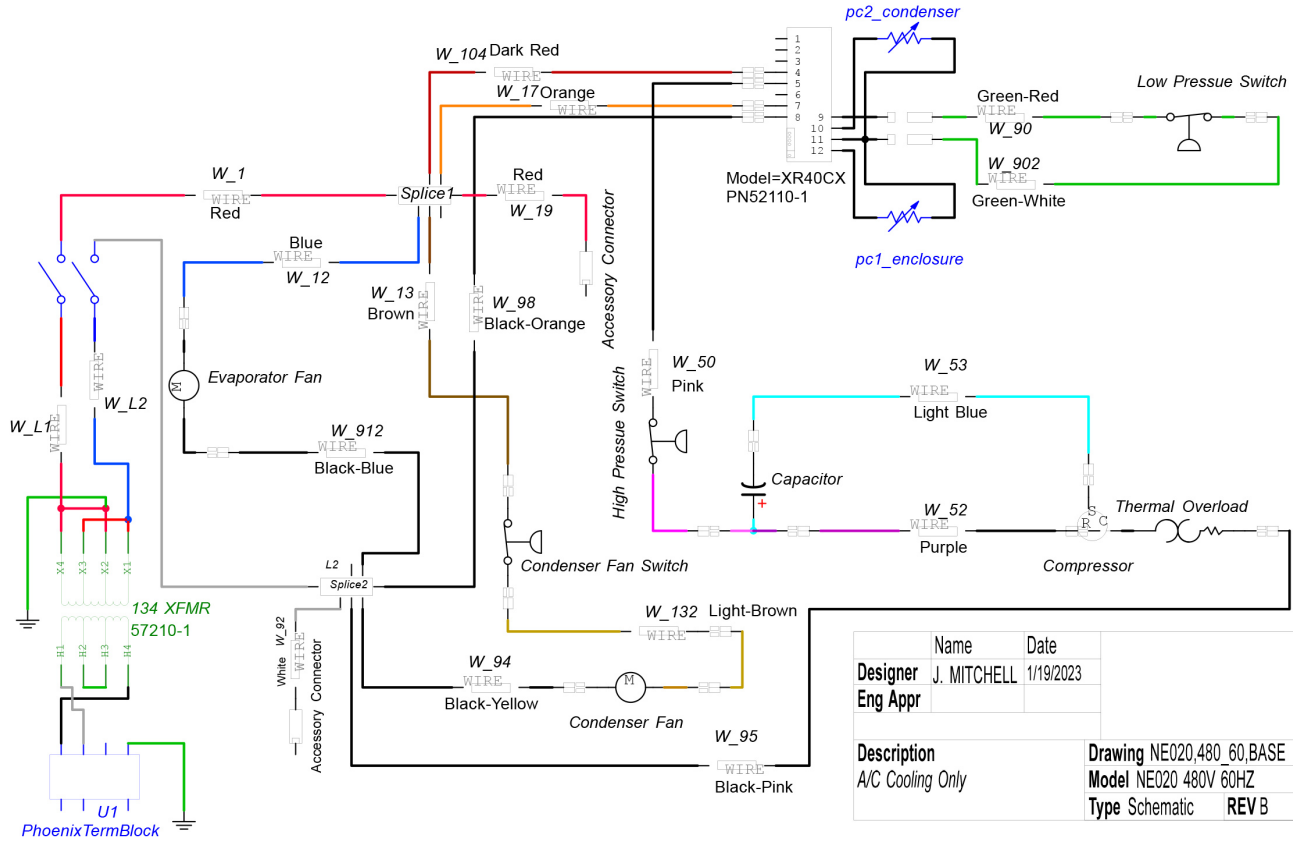 pc2_condenser
W_104 Dark Red
WIRE
W_17 Orange
WIRE
1
2
3
4
5
6
7
8
9
10
11
12
Model=XR40CX
PN52110-1
Low Pressue Switch
Green-Red
WIRE
W_90
W_902
WIRE
Green-White
pc1_enclosure
W_1
WIRE
Red
Splice1
Red
WIRE
W_19
Accessory Connector
Blue
WIRE
W_12
W_13
Brown
WIRE
W_98
Black-Orange
WIRE
W_50
Pink
WIRE
High Pressue Switch
W_53
WIRE
Light Blue
M
Evaporator Fan
WIRE
W_L2
W_L1
WIRE
W_912
WIRE
Black-Blue
Capacitor
+
W_52
WIRE
Purple
S
R C
Thermal Overload
Compressor
Condenser Fan Switch
X4
X3
X2
X1
134 XFMR
57210-1
H1
H2
H3
H4
L2
Splice2
W_92
White
WIRE
Accessory Connector
W_132
Light-Brown
WIRE
W_94
WIRE
Black-Yellow
M
Condenser Fan
W_95
WIRE
Black-Pink
U1
PhoenixTermBlock
Name Date
Designer J. MITCHELL 1/19/2023
Eng Appr
Description
A/C Cooling Only
Drawing NE020,480_60,BASE
Model NE020 480V 60HZ
Type Schematic REV B